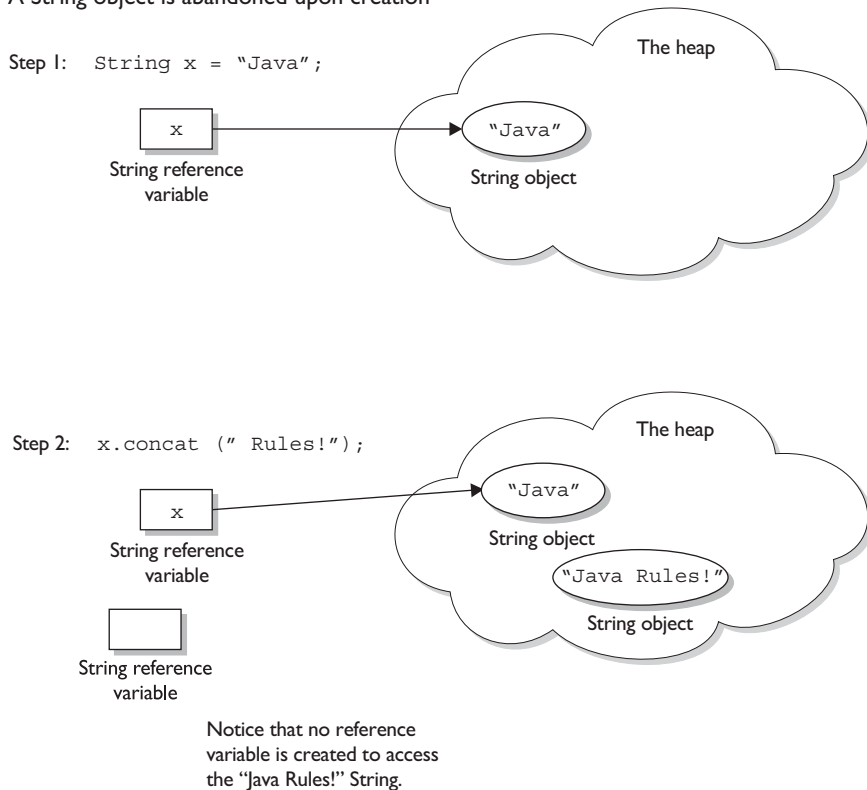 A String object is abandoned upon creation
Step 1: String x = “Java”;
The heap
x
“Java”
String reference
variable
String object
Step 2: x.concat (″ Rules!″);
The heap
x
“Java”
String reference
variable
String object
“Java Rules!”
String object
String reference
variable
Notice that no reference
variable is created to access
the “Java Rules!” String.